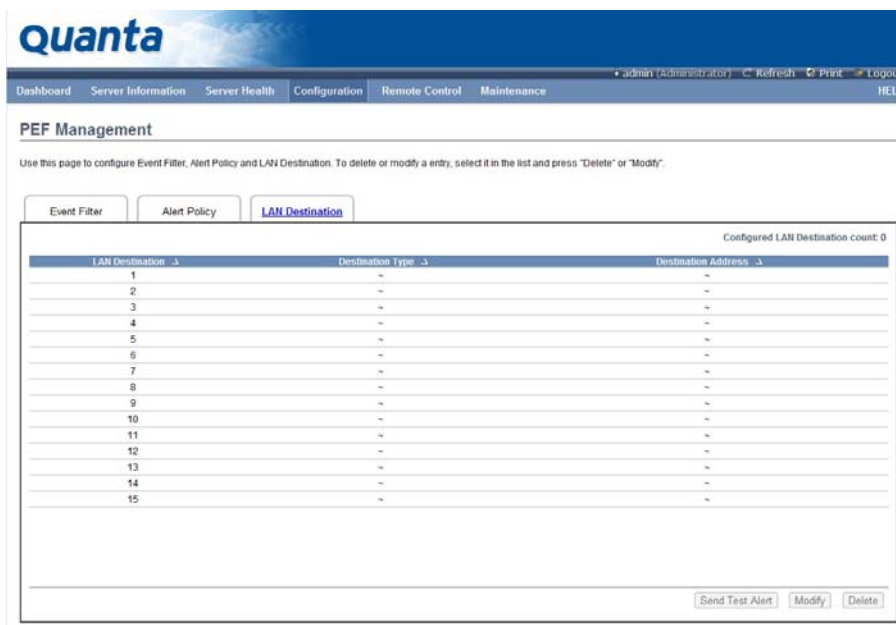 Quanta
admin (Administrator) Refresh Print Logou
Dashboard Server Information Server Health Configuration Remote Control Maintenance HEL
PEF Management
Use this page to configure Event Filter, Alert Policy and LAN Destination. To delete or modify a entry, select it in the list and press "Delete" or "Modify".
Event Filter Alert Policy LAN Destination
Configured LAN Destination count: 0
LAN Destination Destination Type Destination Address
1 ~ ~
2 ~ ~
3 ~ ~
4 ~ ~
5 ~ ~
6 ~ ~
7 ~ ~
8 ~ ~
9 ~ ~
10 ~ ~
11 ~ ~
12 ~ ~
13 ~ ~
14 ~ ~
15 ~ ~
Send Test Alert Modify Delete